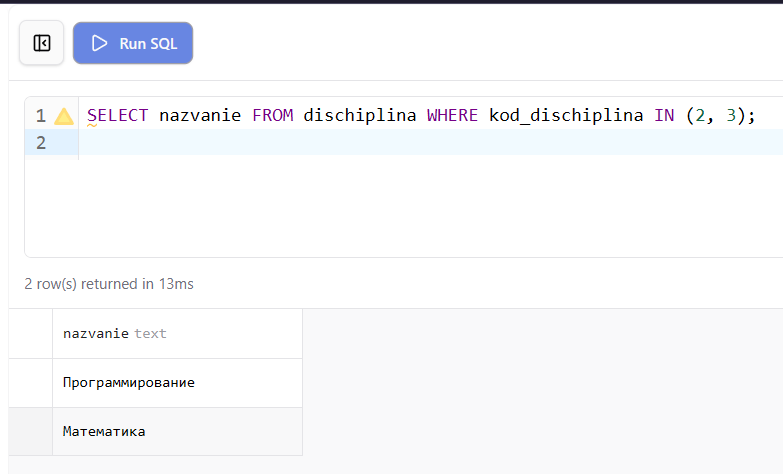 Run SQL
1 SELECT nazvanie FROM dischiplina WHERE kod_dischiplina IN (2, 3);
2
2 row(s) returned in 13ms
nazvanie text
Программирование
Математика